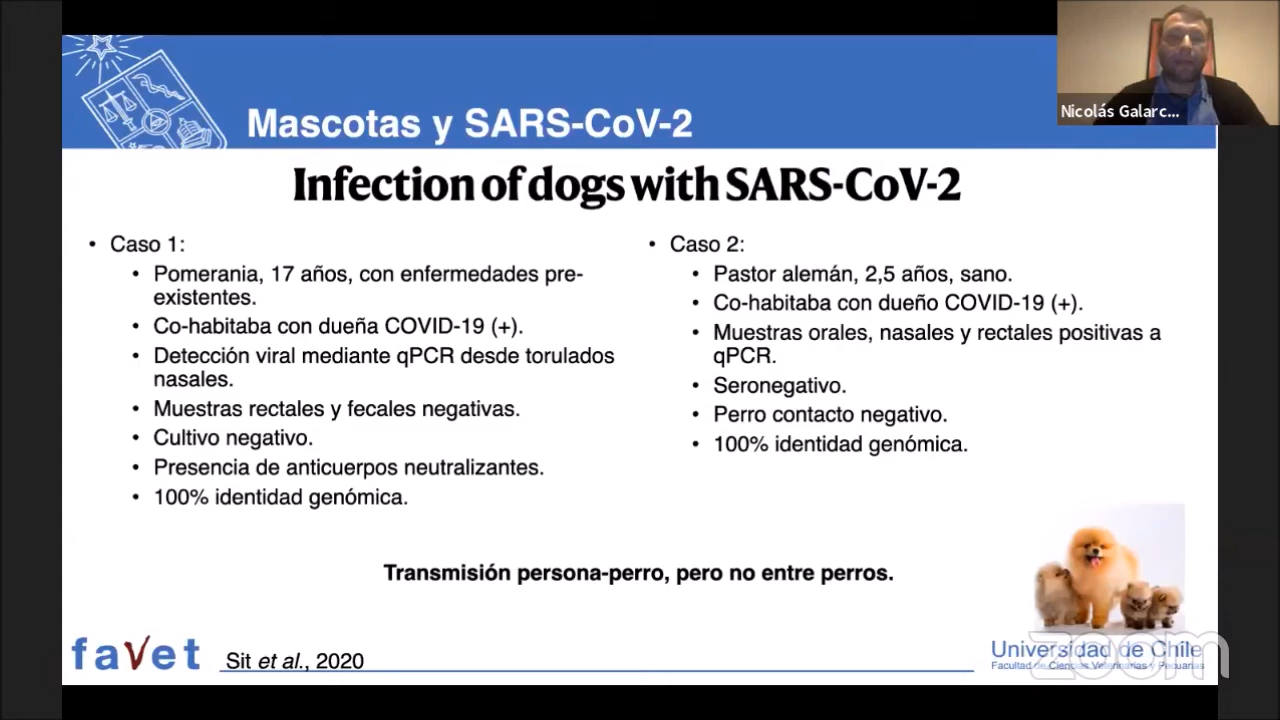 Nicolás Galarc...
Mascotas y SARS-CoV-2
Infection of dogs with SARS-CoV-2
• Caso 1:
• Pomerania, 17 años, con enfermedades pre-
existentes.
• Co-habitaba con dueña COVID-19 (+).
• Detección viral mediante qPCR desde torulados
nasales.
• Muestras rectales y fecales negativas.
• Cultivo negativo.
• Presencia de anticuerpos neutralizantes.
• 100% identidad genómica.
• Caso 2:
• Pastor alemán, 2,5 años, sano.
• Co-habitaba con dueño COVID-19 (+).
• Muestras orales, nasales y rectales positivas a
qPCR.
• Seronegativo.
• Perro contacto negativo.
• 100% identidad genómica.
Transmisión persona-perro, pero no entre perros.
favet
Sit et al., 2020
Universidad de Chile
Facultad de Ciencias Veterinarias y Pecuarias
zoom